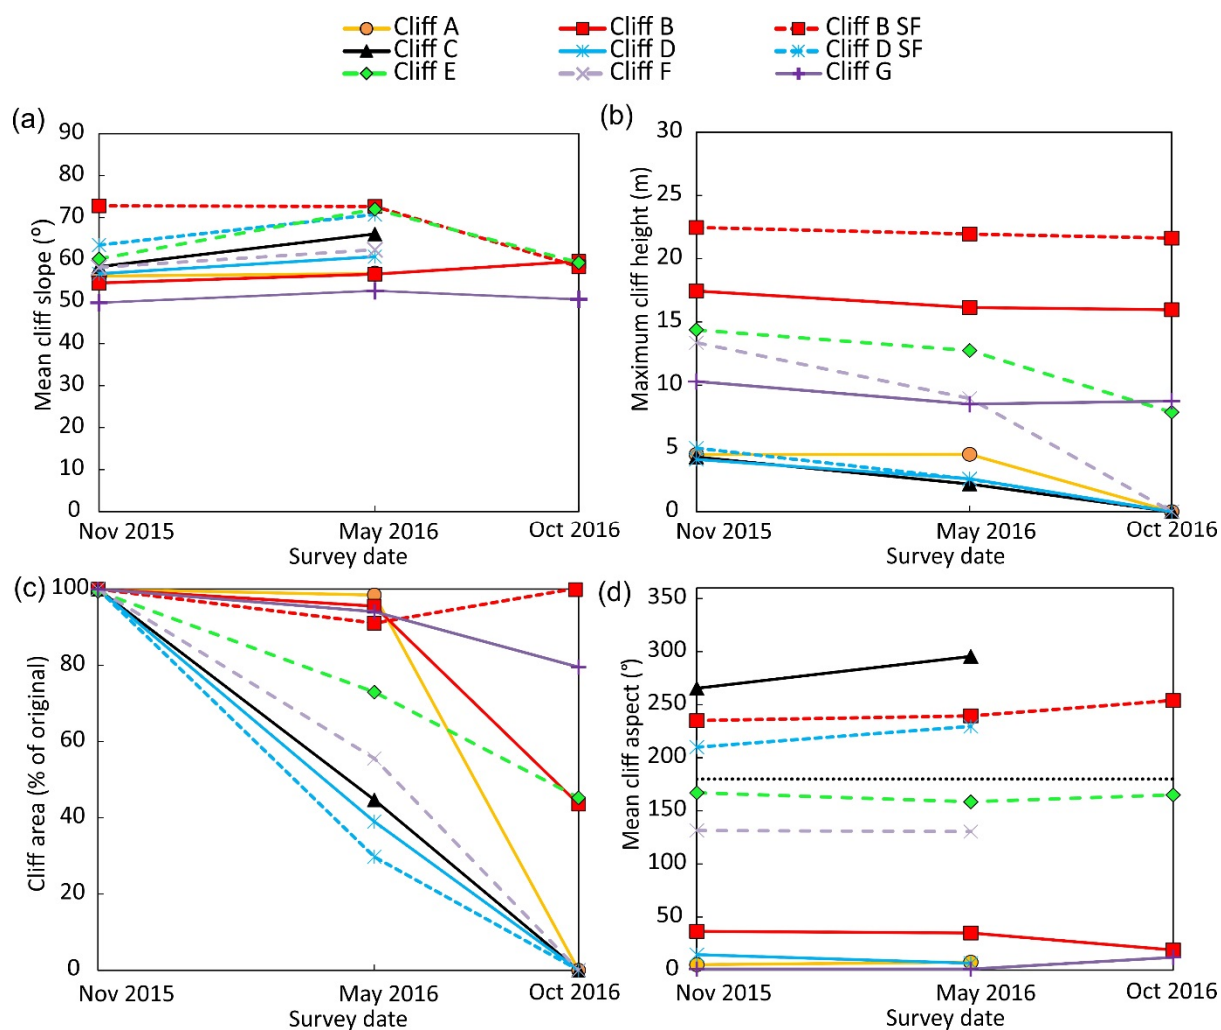 Cliff A Cliff B Cliff B SF
Cliff C Cliff D Cliff D SF
Cliff E Cliff F Cliff G
(a)
Mean cliff slope (°)
90
80
70
60
50
40
30
20
10
0
Nov 2015 May 2016 Oct 2016
Survey date
(b)
Maximum cliff height (m)
30
25
20
15
10
5
0
Nov 2015 May 2016 Oct 2016
Survey date
(c)
Cliff area (% of original)
100
80
60
40
20
0
Nov 2015 May 2016 Oct 2016
Survey date
(d)
Mean cliff aspect (°)
350
300
250
200
150
100
50
0
Nov 2015 May 2016 Oct 2016
Survey date